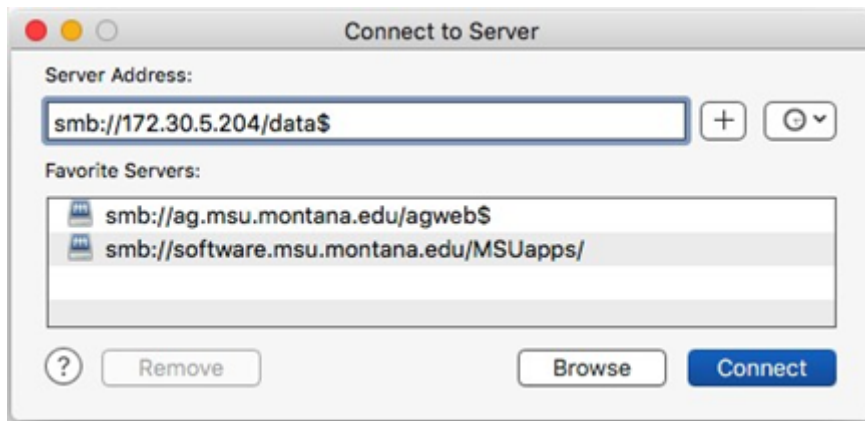 Connect to Server
Server Address:
smb://172.30.5.204/data$
Favorite Servers:
smb://ag.msu.montana.edu/agweb$
smb://software.msu.montana.edu/MSUapps/
? Remove Browse Connect